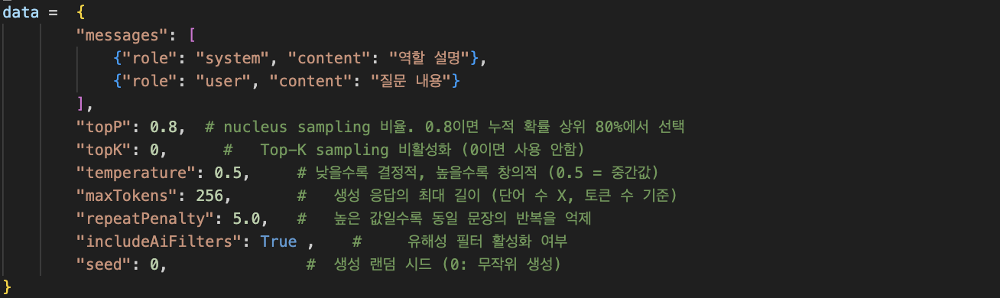 data = {
"messages": [
{"role": "system", "content": "역할 설명"},
{"role": "user", "content": "질문 내용"}
],
"topP": 0.8, # nucleus sampling 비율. 0.8이면 누적 확률 상위 80%에서 선택
"topK": 0, # Top-K sampling 비활성화 (0이면 사용 안함)
"temperature": 0.5, # 낮을수록 결정적, 높을수록 창의적 (0.5 = 중간값)
"maxTokens": 256, # 생성 응답의 최대 길이 (단어 수 X, 토큰 수 기준)
"repeatPenalty": 5.0, # 높은 값일수록 동일 문장의 반복을 억제
"includeAiFilters": True , # 유해성 필터 활성화 여부
"seed": 0, # 생성 랜덤 시드 (0: 무작위 생성)
}